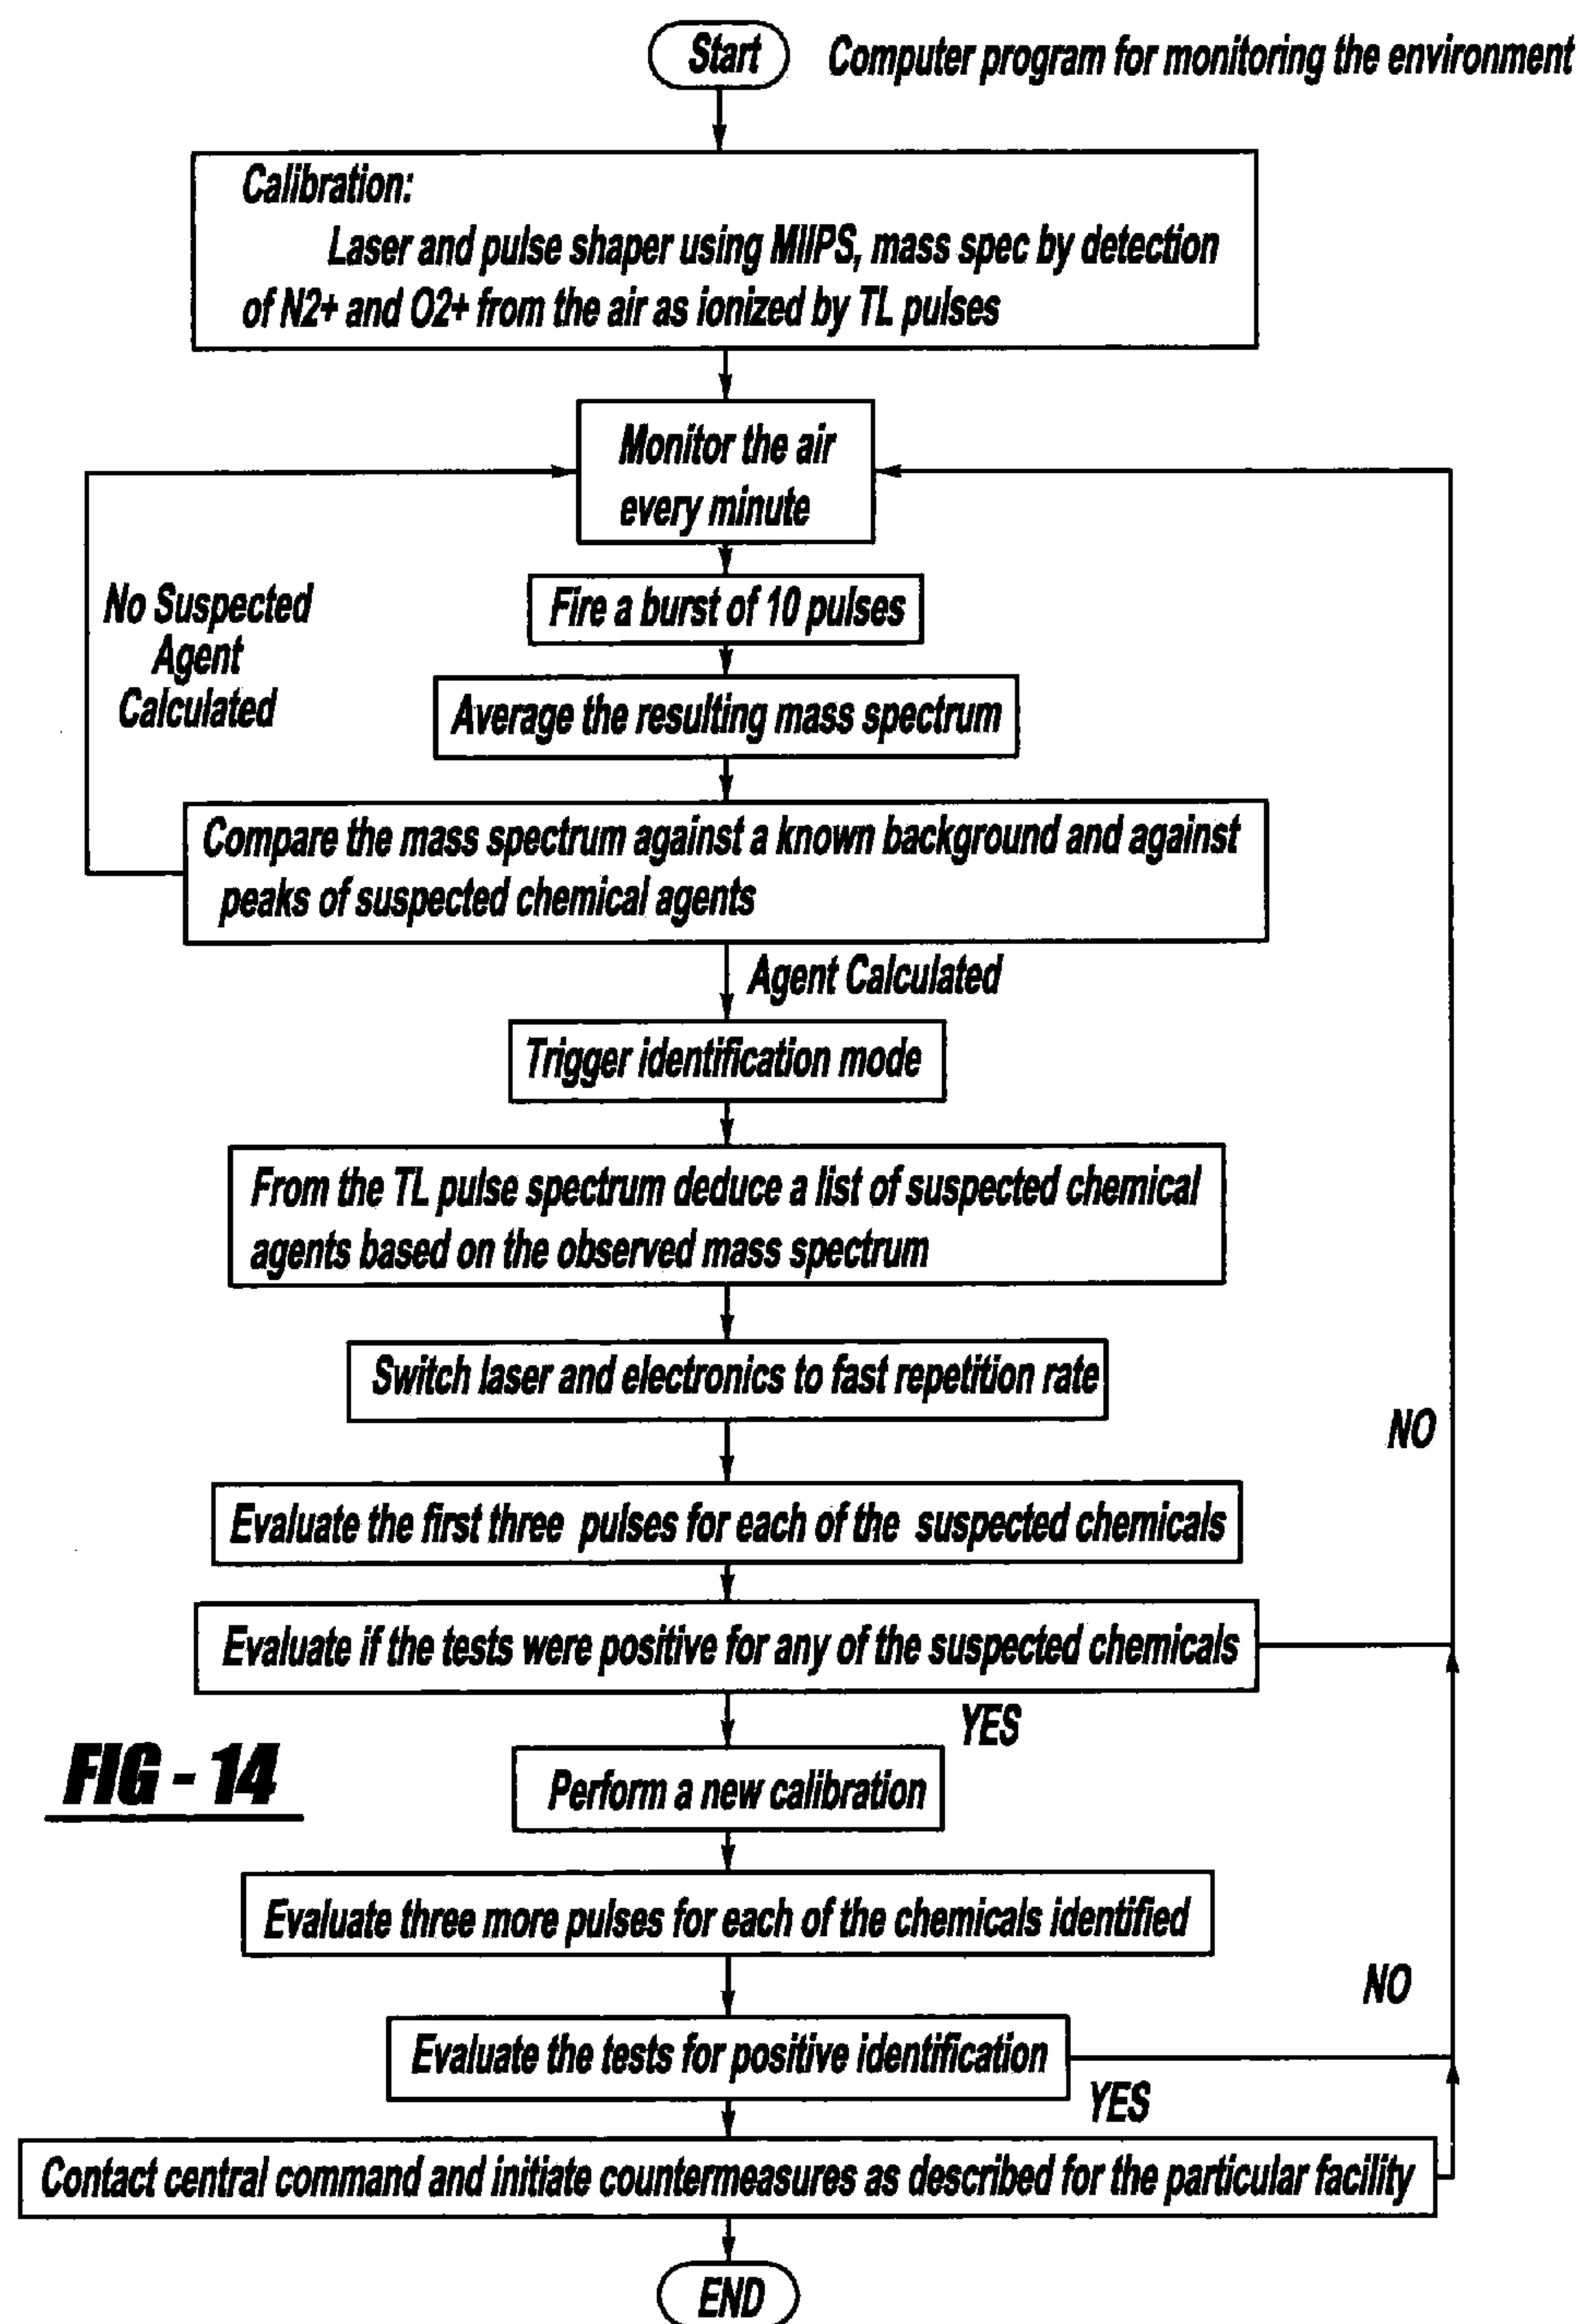 Start
Computer program for monitoring the environment
Calibration:
Laser and pulse shaper using MIIPS, mass spec by detection
of N2+ and O2+ from the air as ionized by TL pulses
Monitor the air
every minute
No Suspected
Agent
Calculated
Fire a burst of 10 pulses
Average the resulting mass spectrum
Compare the mass spectrum against a known background and against
peaks of suspected chemical agents
Agent Calculated
Trigger identification mode
From the TL pulse spectrum deduce a list of suspected chemical
agents based on the observed mass spectrum
Switch laser and electronics to fast repetition rate
NO
Evaluate the first three pulses for each of the suspected chemicals
Evaluate if the tests were positive for any of the suspected chemicals
YES
FIG - 14
Perform a new calibration
Evaluate three more pulses for each of the chemicals identified
NO
Evaluate the tests for positive identification
YES
Contact central command and initiate countermeasures as described for the particular facility
END